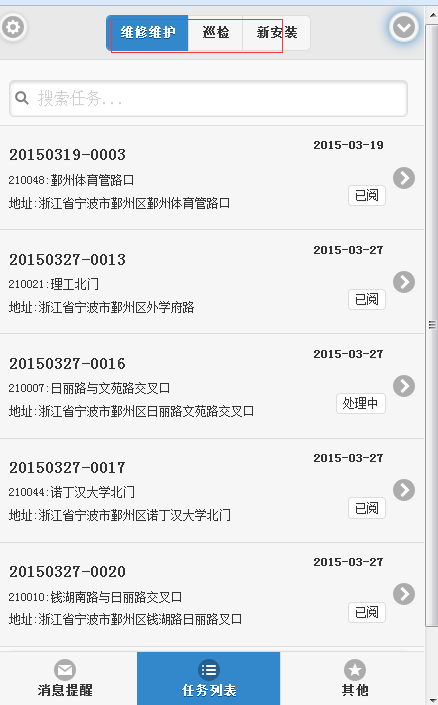 维修维护 巡检 新安装
搜索任务...
2015-03-19
20150319-0003
210048:鄞州体育管路口
已阅
地址:浙江省宁波市鄞州区鄞州体育管路口
2015-03-27
20150327-0013
210021:理工北门
已阅
地址:浙江省宁波市鄞州区外学府路
2015-03-27
20150327-0016
210007:日丽路与文苑路交叉口
处理中
地址:浙江省宁波市鄞州区日丽路文苑路交叉口
2015-03-27
20150327-0017
210044:诺丁汉大学北门
已阅
地址:浙江省宁波市鄞州区诺丁汉大学北门
2015-03-27
20150327-0020
210010:钱湖南路与日丽路交叉口
已阅
地址:浙江省宁波市鄞州区钱湖路日丽路叉口
消息提醒 任务列表 其他